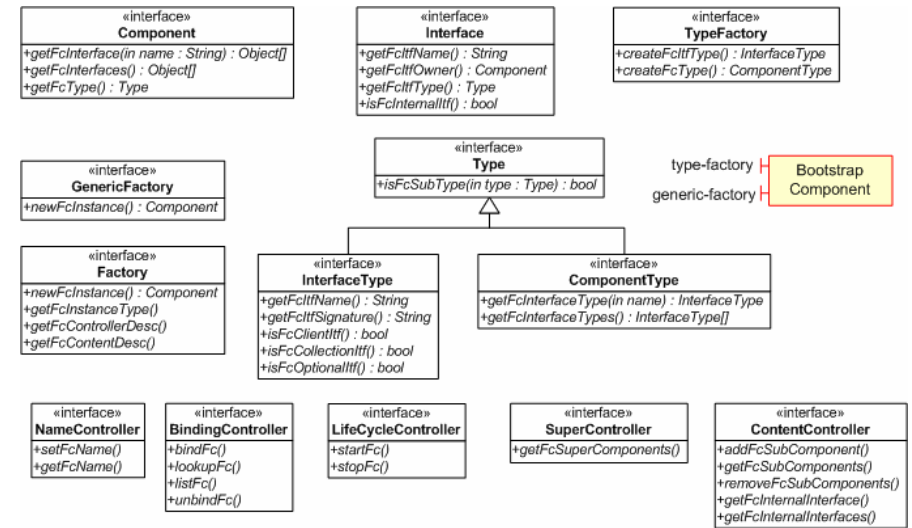 «interface»
Component
+getFcInterface(in name : String) : Object[]
+getFcInterfaces() : Object[]
+getFcType() : Type
«interface»
Interface
+getFcItfName() : String
+getFcItfOwner() : Component
+getFcItfType() : Type
+isFcInternalItf() : bool
«interface»
TypeFactory
+createFcItfType() : InterfaceType
+createFcType() : ComponentType
«interface»
GenericFactory
+newFcInstance() : Component
«interface»
Type
+isFcSubType(in type : Type) : bool
type-factory
generic-factory
Bootstrap
Component
«interface»
Factory
+newFcInstance() : Component
+getFcInstanceType()
+getFcControllerDesc()
+getFcContentDesc()
«interface»
InterfaceType
+getFcItfName() : String
+getFcItfSignature() : String
+isFcClientItf() : bool
+isFcCollectionItf() : bool
+isFcOptionalItf() : bool
«interface»
ComponentType
+getFcInterfaceType(in name) : InterfaceType
+getFcInterfaceTypes() : InterfaceType[]
«interface»
NameController
+setFcName()
+getFcName()
«interface»
BindingController
+bindFc()
+lookupFc()
+listFc()
+unbindFc()
«interface»
LifeCycleController
+startFc()
+stopFc()
«interface»
SuperController
+getFcSuperComponents()
«interface»
ContentController
+addFcSubComponent()
+getFcSubComponents()
+removeFcSubComponents()
+getFcInternalInterface()
+getFcInternalInterfaces()